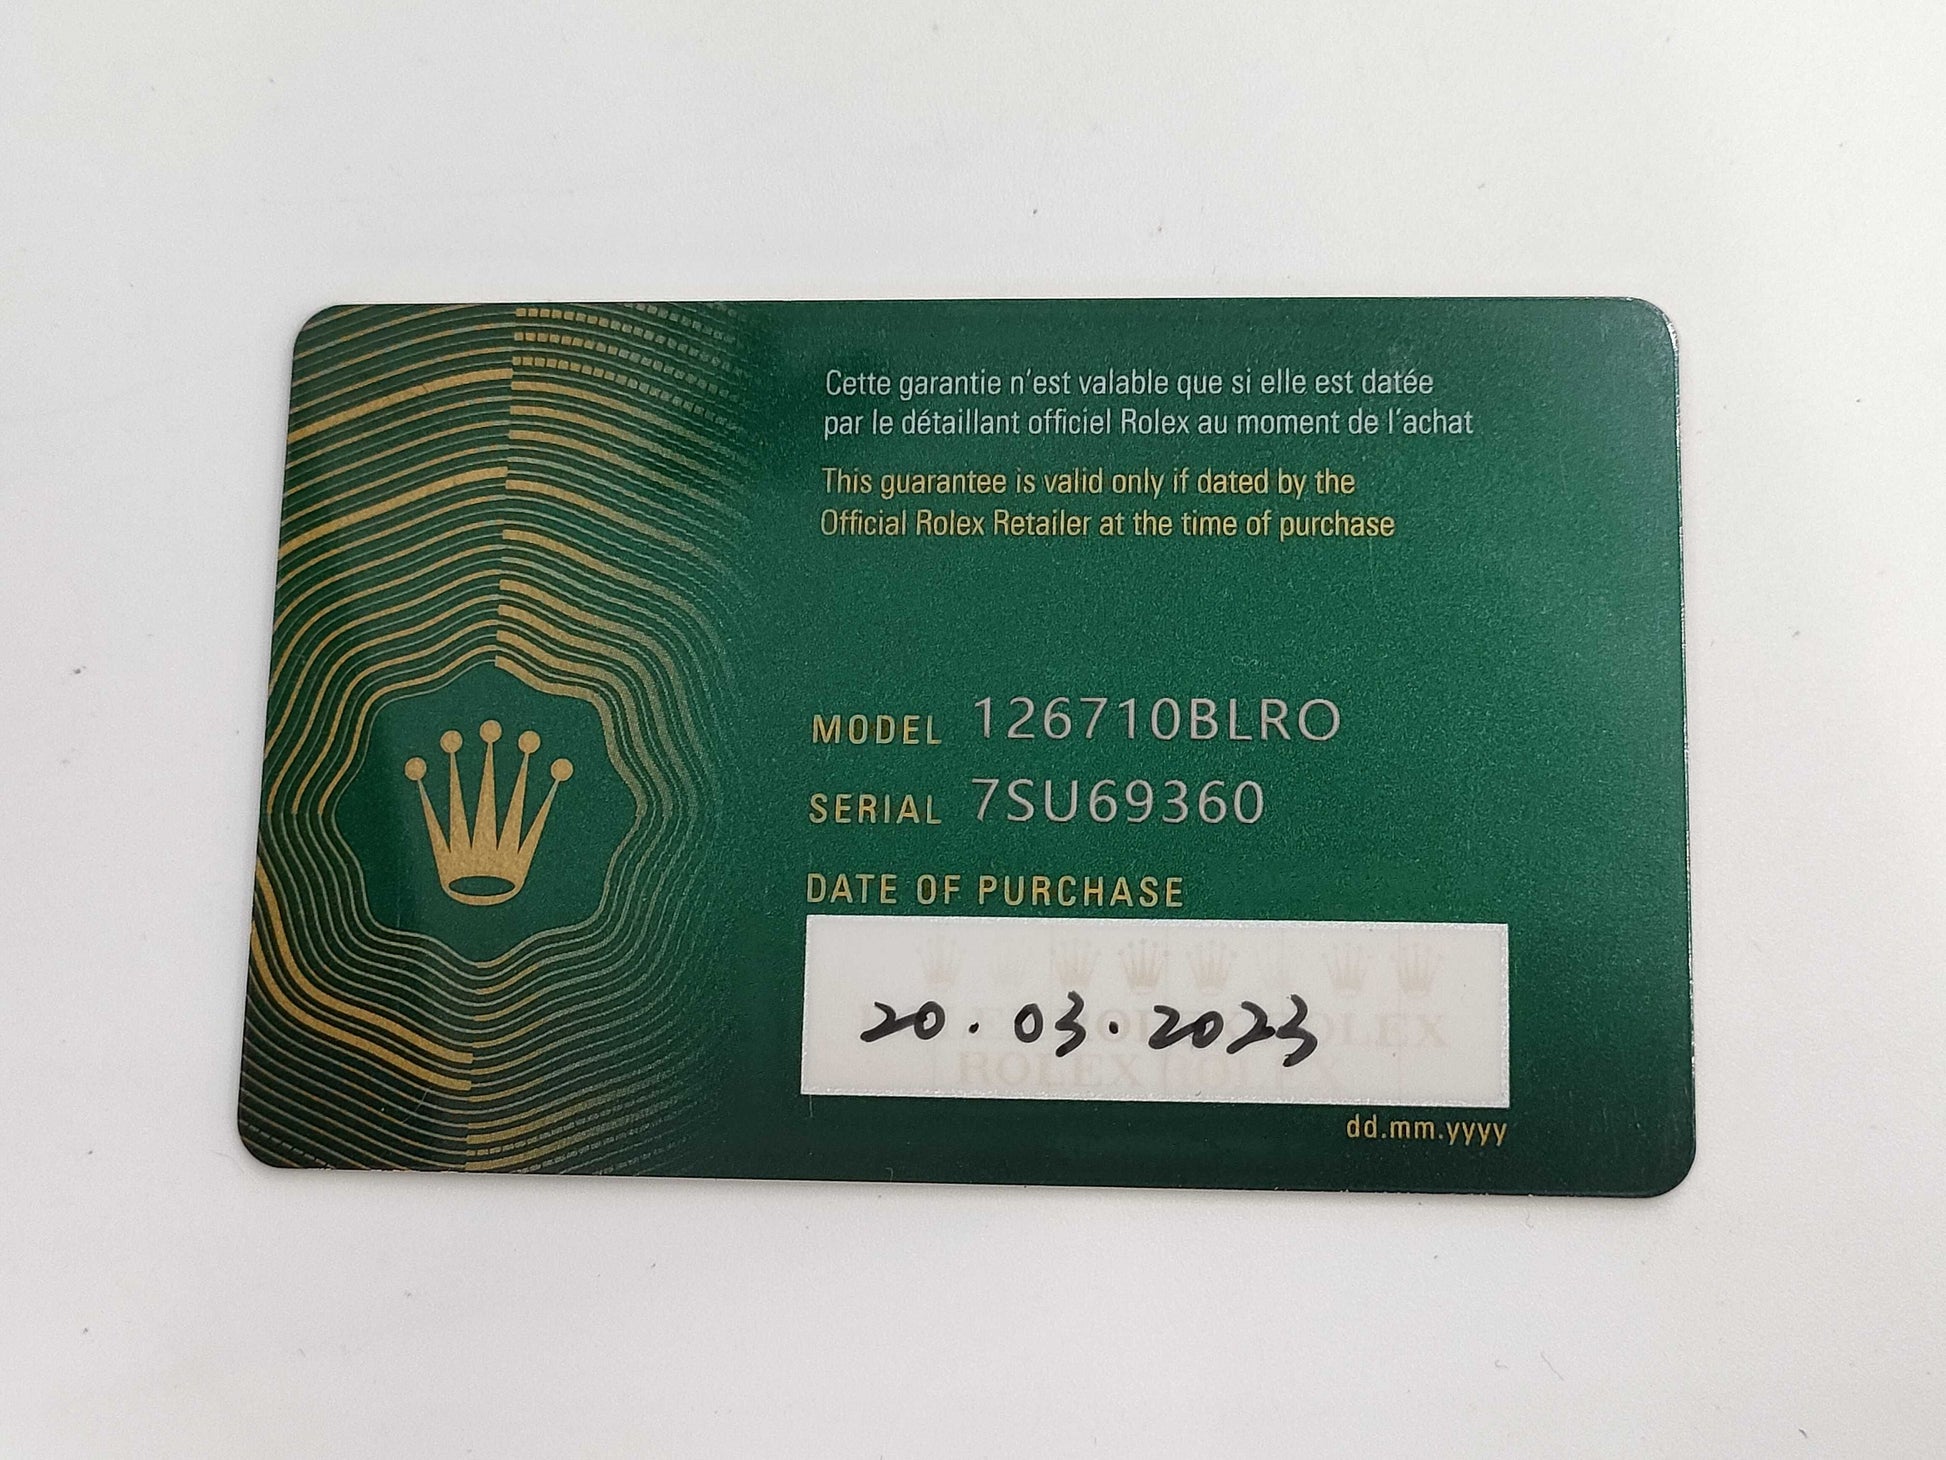 Cette garantie n'est valable que si elle est datée
par le détaillant officiel Rolex au moment de l'achat
This guarantee is valid only if dated by the
Official Rolex Retailer at the time of purchase
MODEL 126710BLRO
SERIAL 7SU69360
DATE OF PURCHASE
20.03.2023
ROLEX
dd.mm.yyyy